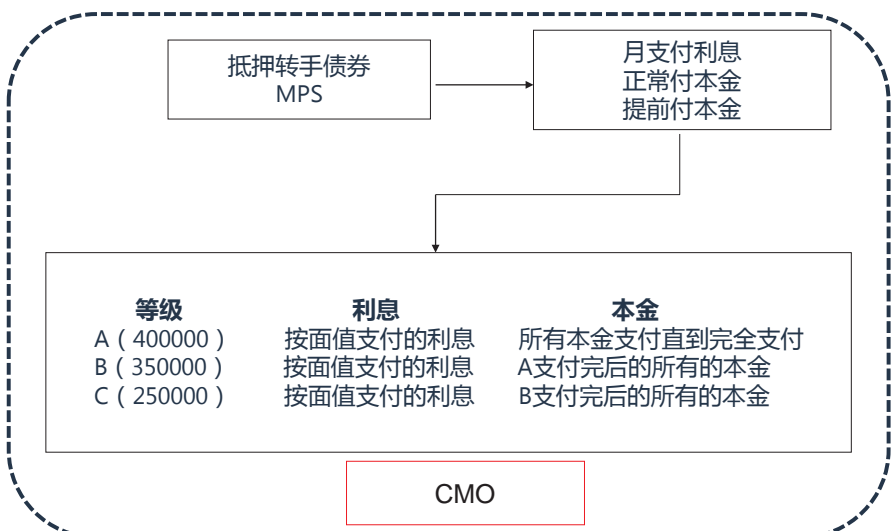 抵押转手债券
MPS
月支付利息
正常付本金
提前付本金
等级 利息 本金
A（400000） 按面值支付的利息 所有本金支付直到完全支付
B（350000） 按面值支付的利息 A支付完后的所有的本金
C（250000） 按面值支付的利息 B支付完后的所有的本金
CMO